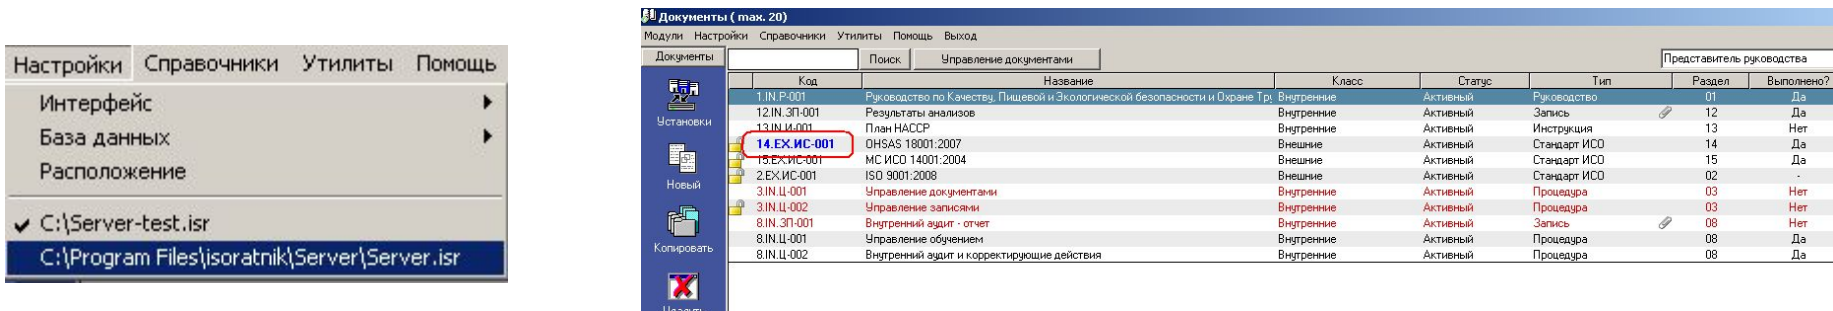 Настройки Справочники Утилиты Помощь
Интерфейс
База данных
Расположение
C:\Server-test.isr
C:\Program Files\isoratnik\Server\Server.isr
Документы ( max. 20)
Модули Настройки Справочники Утилиты Помощь Выход
Документы Поиск Управление документами Представитель руководства
Код Название Класс Статус Тип Раздел Выполнено?
1.IN.Р-001 Руководство по Качеству, Пищевой и Экологической безопасности и Охране Тру Внутренние Активный Руководство 01 Да
12.IN.ЗП-001 Результаты анализов Внутренние Активный Запись 12 Да
13.IN.И-001 План НАССР Внутренние Активный Инструкция 13 Нет
14.EX.ИС-001 OHSAS 18001:2007 Внешние Активный Стандарт ИСО 14 Да
15.EX.ИС-001 МС ИСО 14001:2004 Внешние Активный Стандарт ИСО 15 Да
2.EX.ИС-001 ISO 9001:2008 Внешние Активный Стандарт ИСО 02 -
3.IN.Ц-001 Управление документами Внутренние Активный Процедура 03 Нет
3.IN.Ц-002 Управление записями Внутренние Активный Процедура 03 Нет
8.IN.ЗП-001 Внутренний аудит - отчет Внутренние Активный Запись 08 Нет
8.IN.Ц-001 Управление обучением Внутренние Активный Процедура 08 Да
8.IN.Ц-002 Внутренний аудит и корректирующие действия Внутренние Активный Процедура 08 Да
Установки
Новый
Копировать